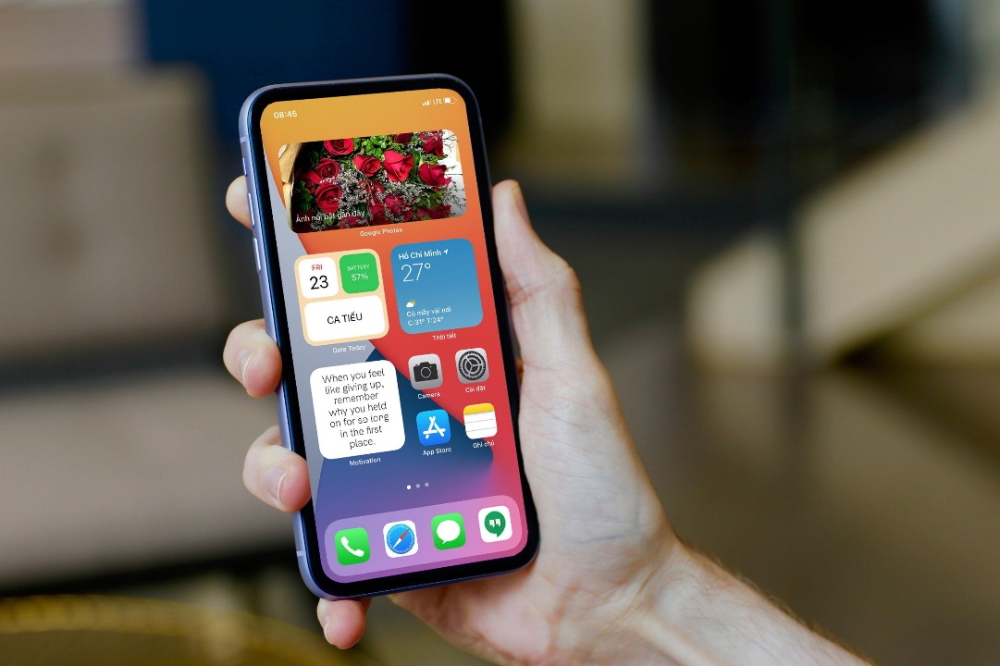 08:45
LTE
Ảnh nổi bật gần đây
Google Photos
FRI
23
BATTERY
57%
CA TIẾU
Date Today
Hồ Chí Minh
27°
Có mây vài nơi
C:31° T:24°
Thời tiết
When you feel
like giving up,
remember
why you held
on for so long
in the first
place.
Motivation
Camera
Cài đặt
App Store
Ghi chú